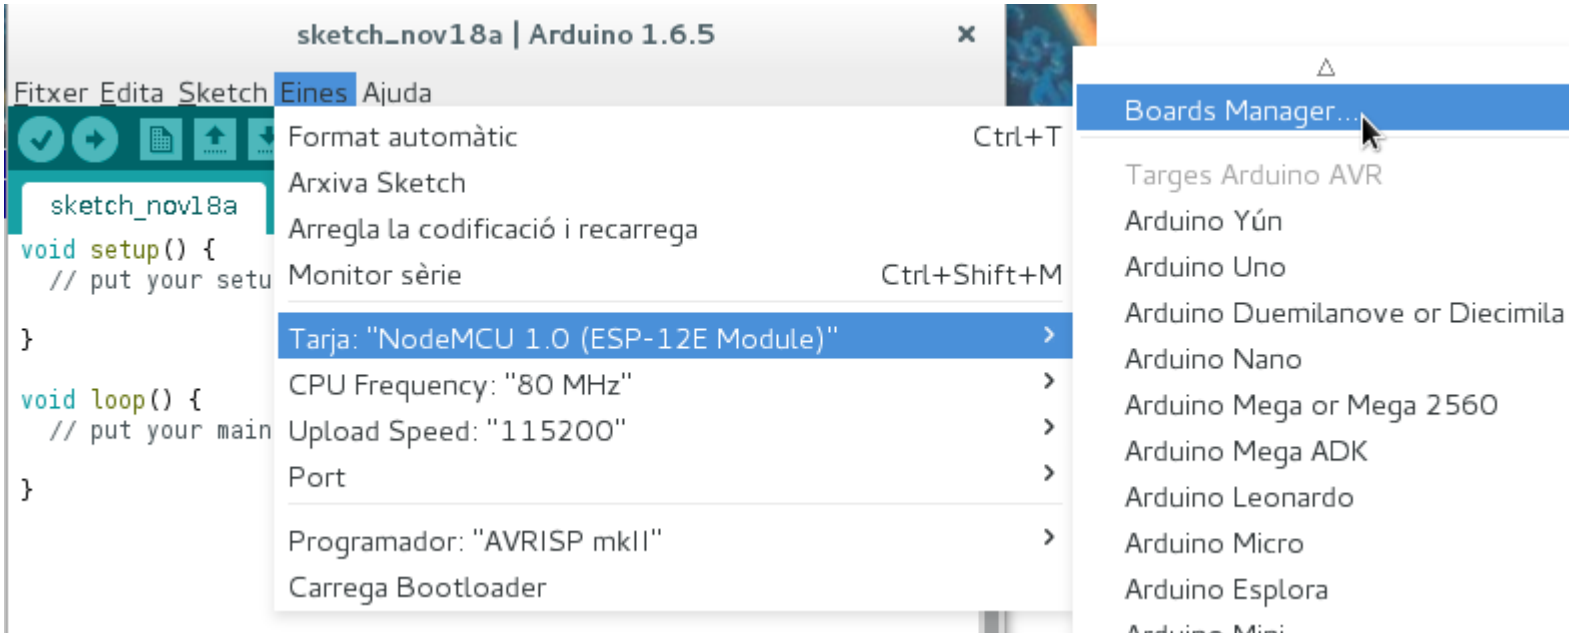 sketch_nov18a | Arduino 1.6.5
Fitxer Edita Sketch Eines Ajuda
sketch_nov18a
void setup() {
// put your setu
}
void loop() {
// put your main
}
Format automàtic Ctrl+T
Arxiva Sketch
Arregla la codificació i recarrega
Monitor sèrie Ctrl+Shift+M
Tarja: "NodeMCU 1.0 (ESP-12E Module)"
CPU Frequency: "80 MHz"
Upload Speed: "115200"
Port
Programador: "AVRISP mkII"
Carrega Bootloader
Boards Manager...
Targes Arduino AVR
Arduino Yún
Arduino Uno
Arduino Duemilanove or Diecimila
Arduino Nano
Arduino Mega or Mega 2560
Arduino Mega ADK
Arduino Leonardo
Arduino Micro
Arduino Esplora
Arduino Mini